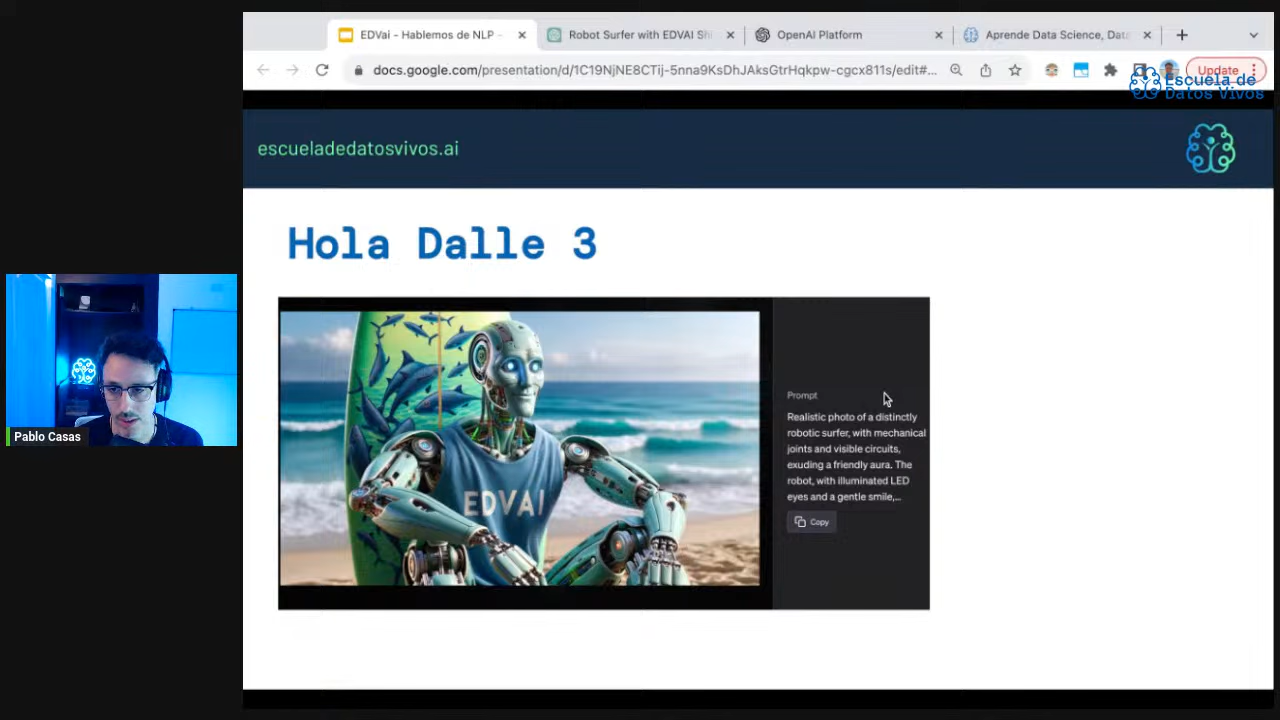 EDVai - Hablemos de NLP -
Robot Surfer with EDVAI Shi
OpenAI Platform
Aprende Data Science, Data
docs.google.com/presentation/d/1C19NjNE8CTij-5nna9KsDhJAksGtrHqkpw-cgcx811s/edit#...
Update
Escuela de
Datos Vivos
escueladedatosvivos.ai
Hola Dalle 3
EDVAI
Prompt
Realistic photo of a distinctly
robotic surfer, with mechanical
joints and visible circuits,
exuding a friendly aura. The
robot, with illuminated LED
eyes and a gentle smile,...
Copy
Pablo Casas